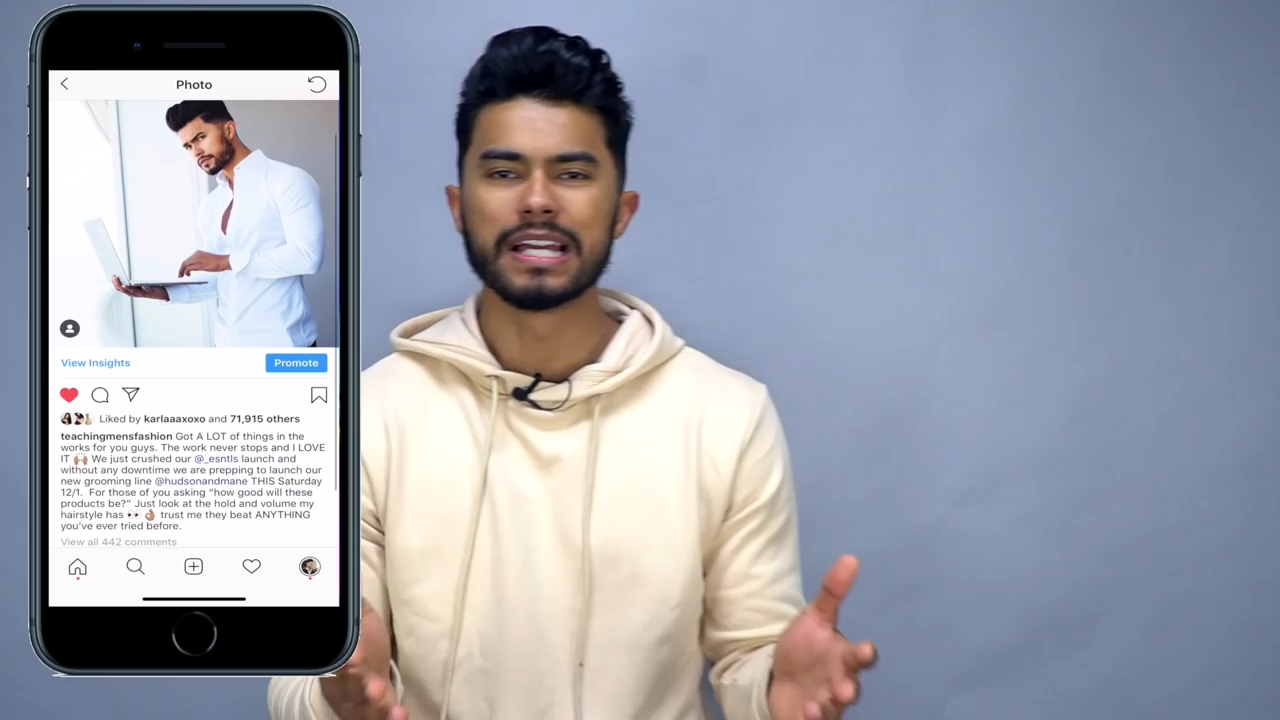 Photo
View Insights
Promote
Liked by karlaaaxoxo and 71,915 others
teachingmensfashion Got A LOT of things in the
works for you guys. The work never stops and I LOVE
IT 🙌🏽 We just crushed our @_esntls launch and
without any downtime we are prepping to launch our
new grooming line @hudsonandmane THIS Saturday
12/1. For those of you asking “how good will these
products be?” Just look at the hold and volume my
hairstyle has 👀👌🏽 trust me they beat ANYTHING
you’ve ever tried before.
View all 442 comments